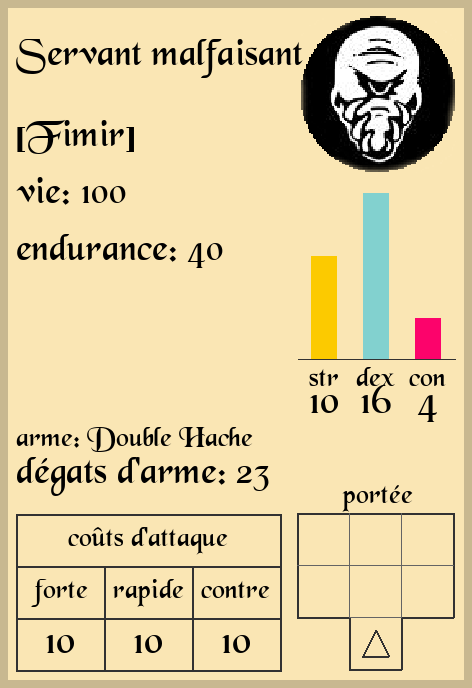 Servant malfaisant
[Fimir]
vie: 100
endurance: 40
str dex con
10 16 4
arme: Double Hache
dégats d'arme: 23
portée
coûts d'attaque
forte rapide contre
10 10 10